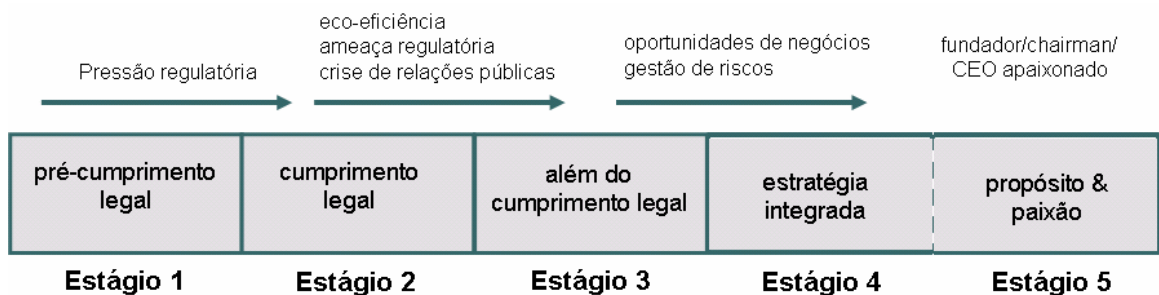 Pressão regulatória
eco-eficiência
ameaça regulatória
crise de relações públicas
oportunidades de negócios
gestão de riscos
fundador/chairman/
CEO apaixonado
pré-cumprimento
legal
cumprimento
legal
além do
cumprimento legal
estratégia
integrada
propósito &
paixão
Estágio 1
Estágio 2
Estágio 3
Estágio 4
Estágio 5